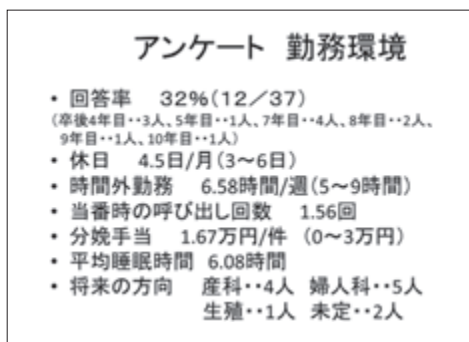 アンケート 勤務環境
• 回答率 32%(12/37)
(卒後4年目‥3人、5年目‥1人、7年目‥4人、8年目‥2人、
9年目‥1人、10年目‥1人)
• 休日 4.5日/月(3～6日)
• 時間外勤務 6.58時間/週(5～9時間)
• 当番時の呼び出し回数 1.56回
• 分娩手当 1.67万円/件 (0～3万円)
• 平均睡眠時間 6.08時間
• 将来の方向 産科‥4人 婦人科‥5人
生殖‥1人 未定‥2人